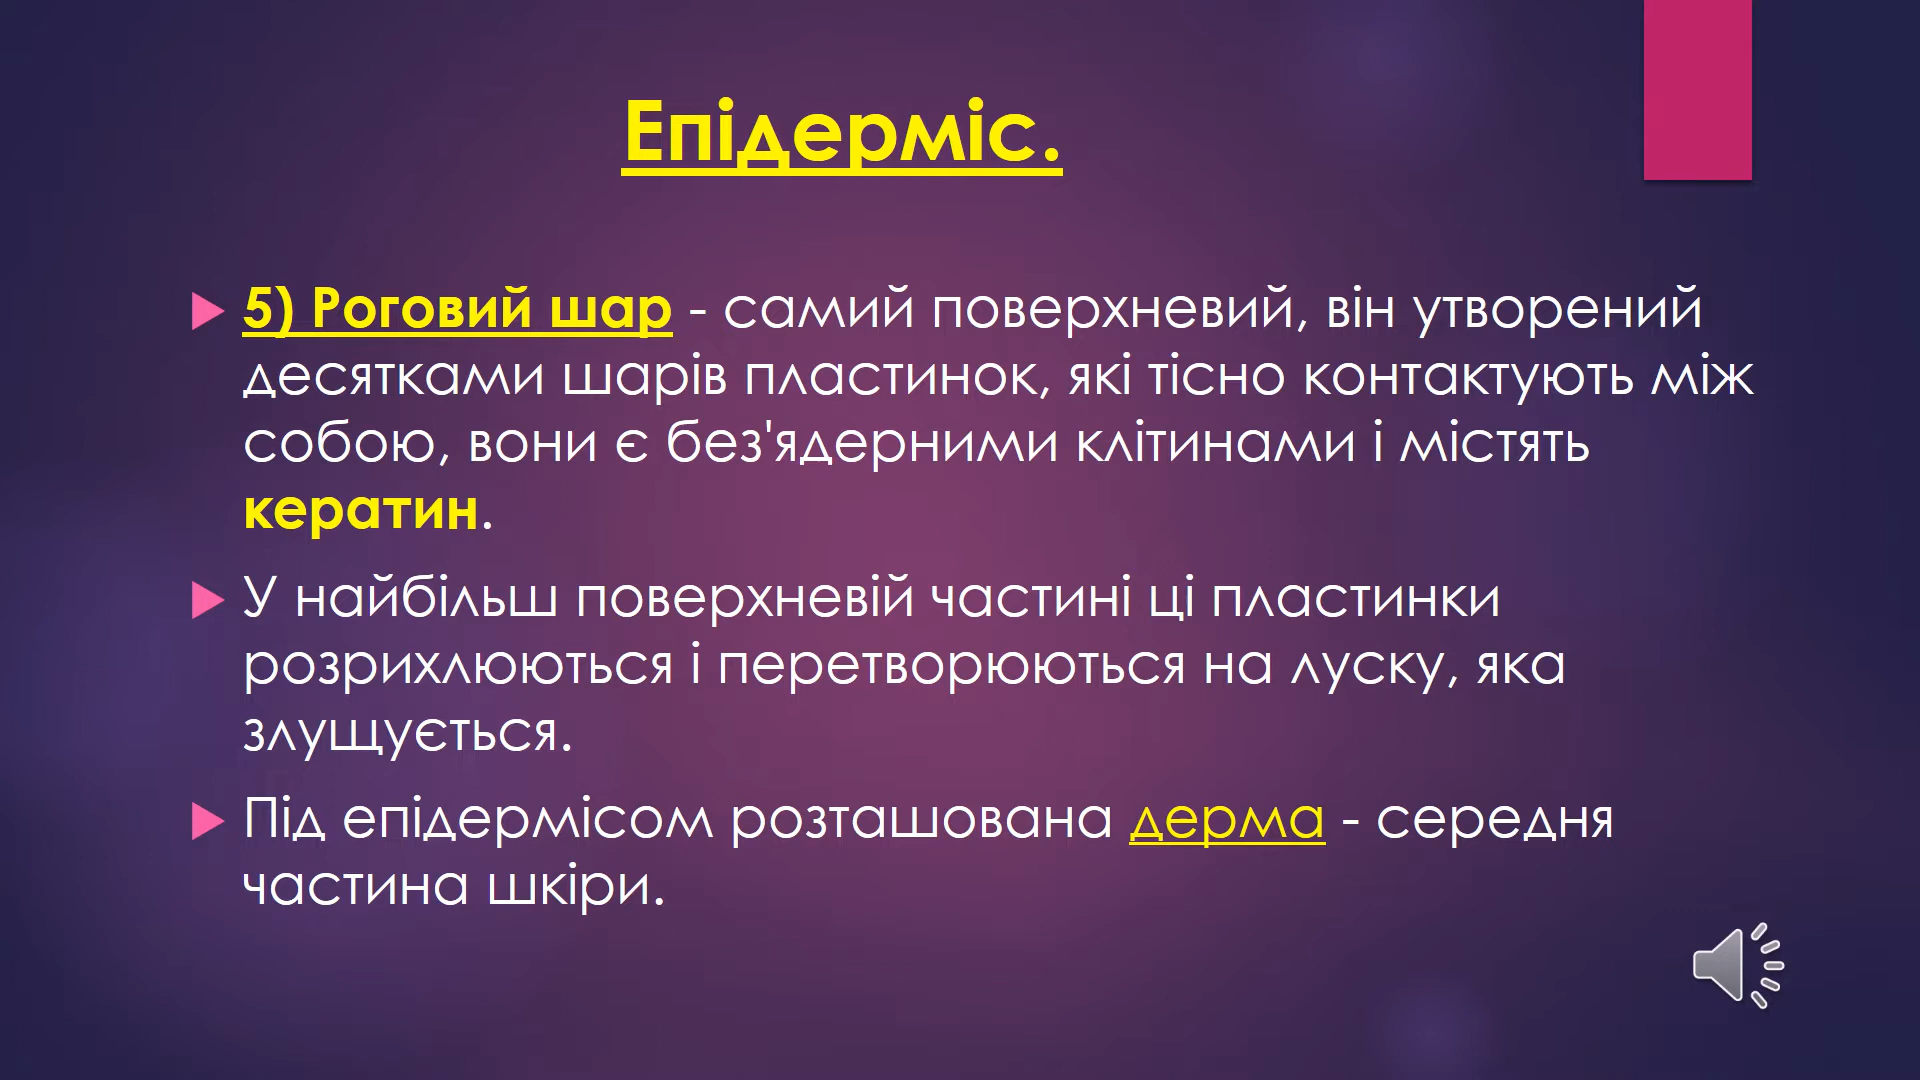 Епідерміс.
5) Роговий шар - самий поверхневий, він утворений
десятками шарів пластинок, які тісно контактують між
собою, вони є без'ядерними клітинами і містять
кератин.
У найбільш поверхневій частині ці пластинки
розрихлюються і перетворюються на луску, яка
злущується.
Під епідермісом розташована дерма - середня
частина шкіри.